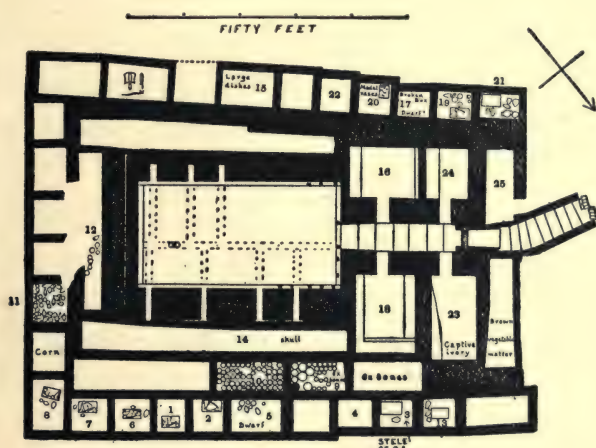 FIFTY FEET
21
Large
dishes 15
22
Model
vases
20
Broken Box
17
Dwarf
19
16
24
25
12
11
18
23
Captive
ivory
Brown
vegetable
matter
14 skull
Corn
Ox Bones
8
7
6
1
2
5
Dwarf
4
3
13
STELE